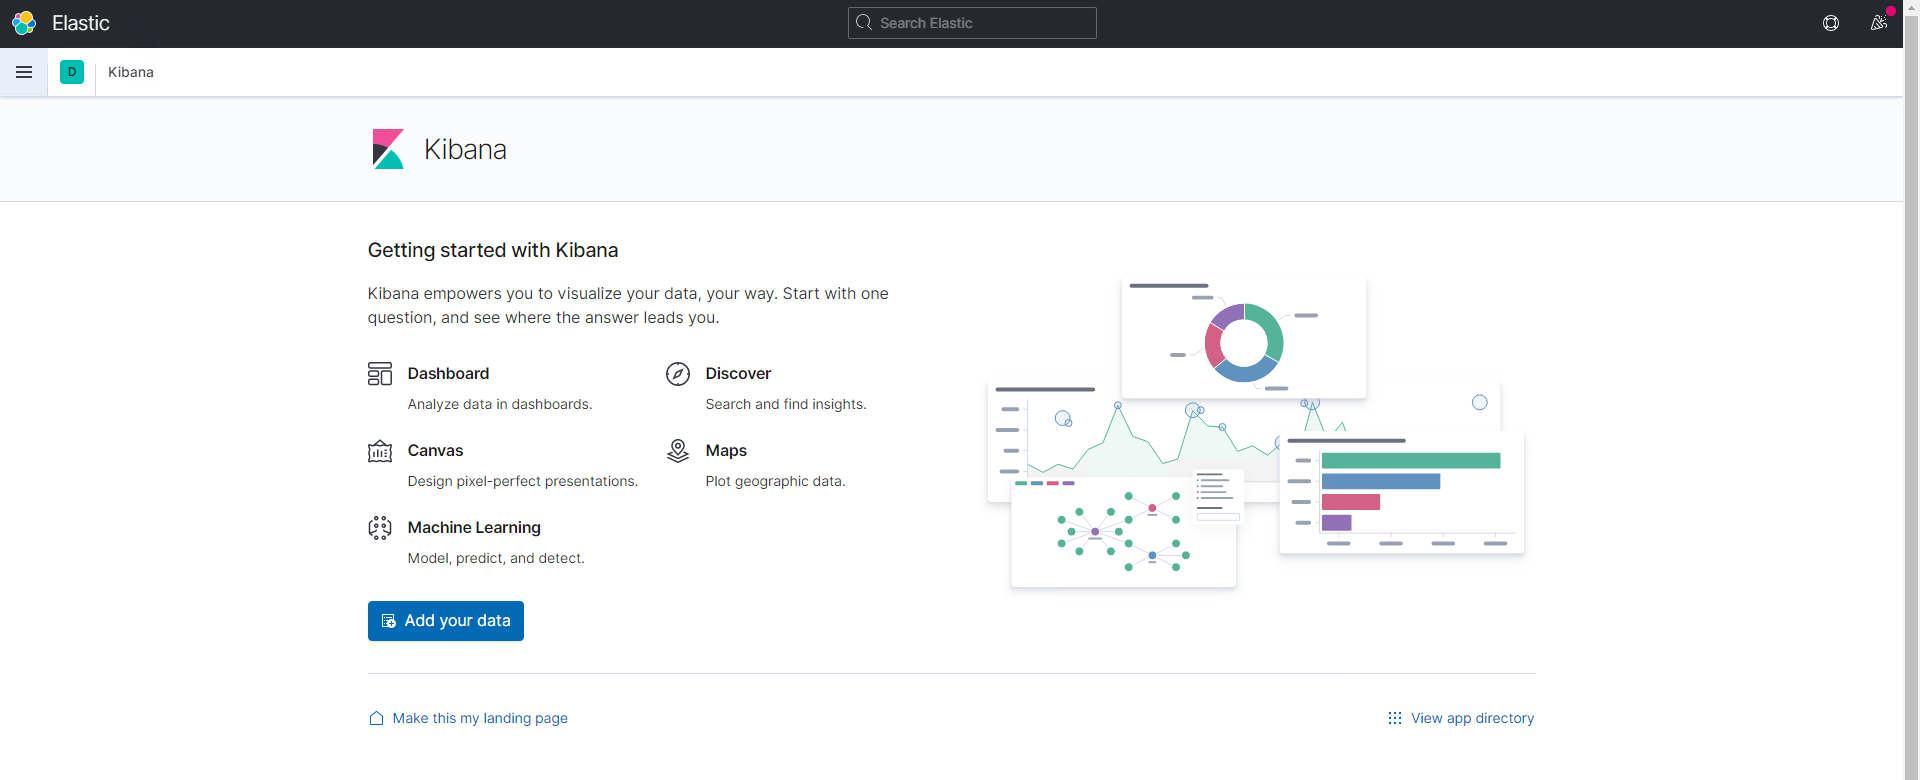 Elastic
Search Elastic
D
Kibana
Kibana
Getting started with Kibana
Kibana empowers you to visualize your data, your way. Start with one
question, and see where the answer leads you.
Dashboard
Analyze data in dashboards.
Discover
Search and find insights.
Canvas
Design pixel-perfect presentations.
Maps
Plot geographic data.
Machine Learning
Model, predict, and detect.
Add your data
Make this my landing page
View app directory